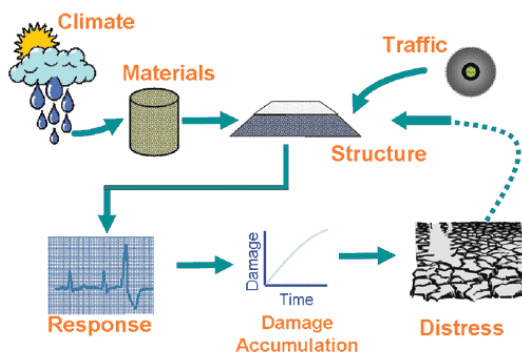 Climate
Traffic
Materials
Structure
Damage
Time
Response
Damage
Accumulation
Distress